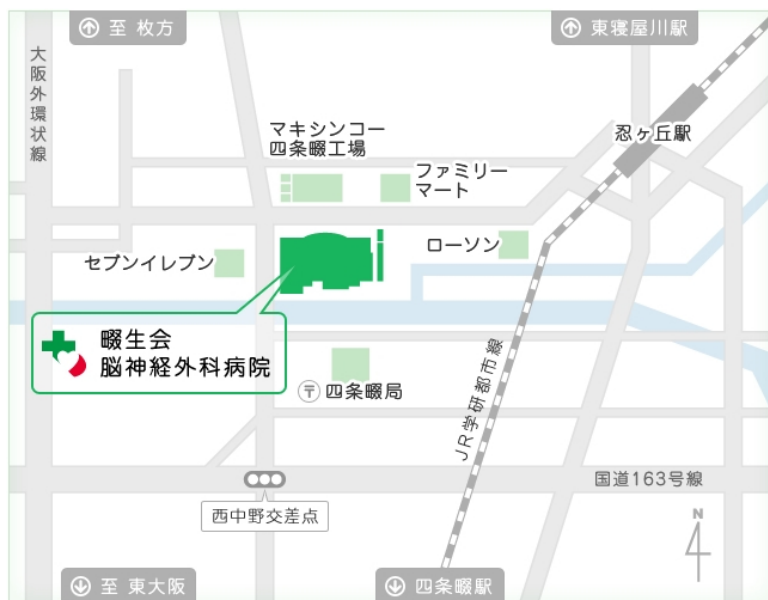 至 枚方
東寝屋川駅
大阪外環状線
マキシンコー
四条畷工場
忍ヶ丘駅
ファミリー
マート
ローソン
セブンイレブン
畷生会
脳神経外科病院
JR学研都市線
〒四条畷局
国道163号線
西中野交差点
N
至 東大阪
四条畷駅